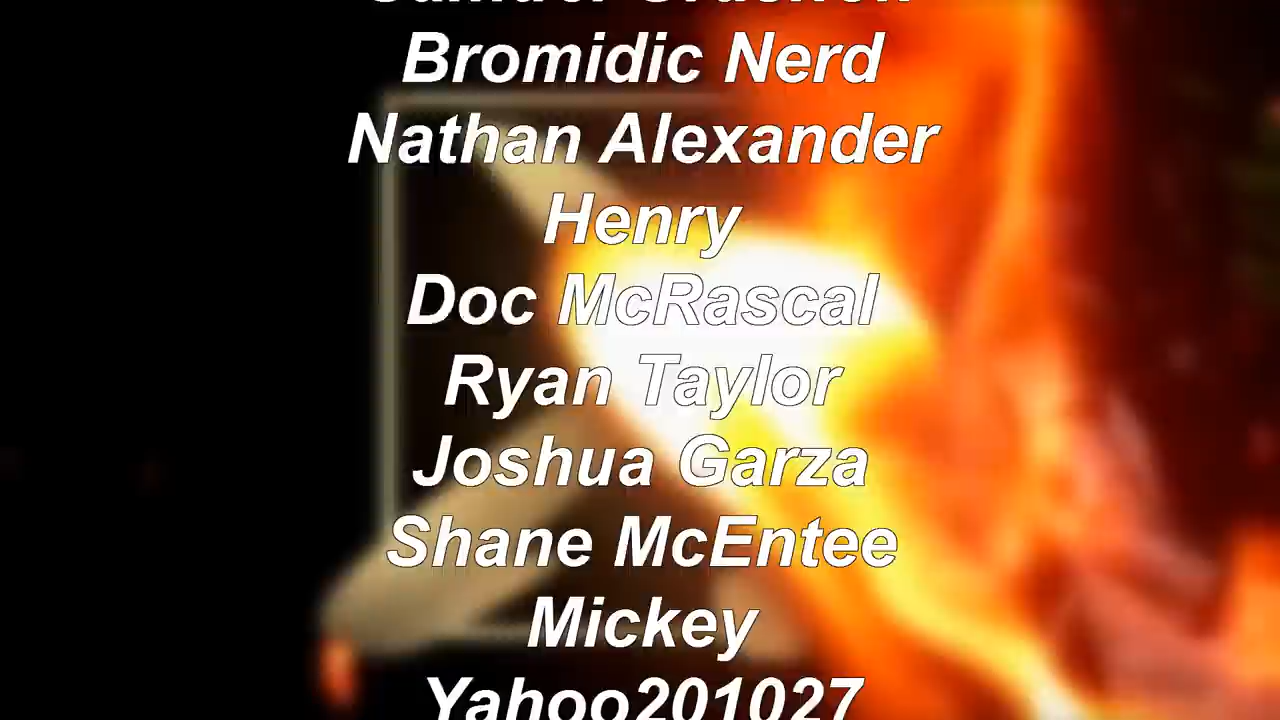 Bromidic Nerd
Nathan Alexander
Henry
Doc McRascal
Ryan Taylor
Joshua Garza
Shane McEntee
Mickey
Yahoo201027